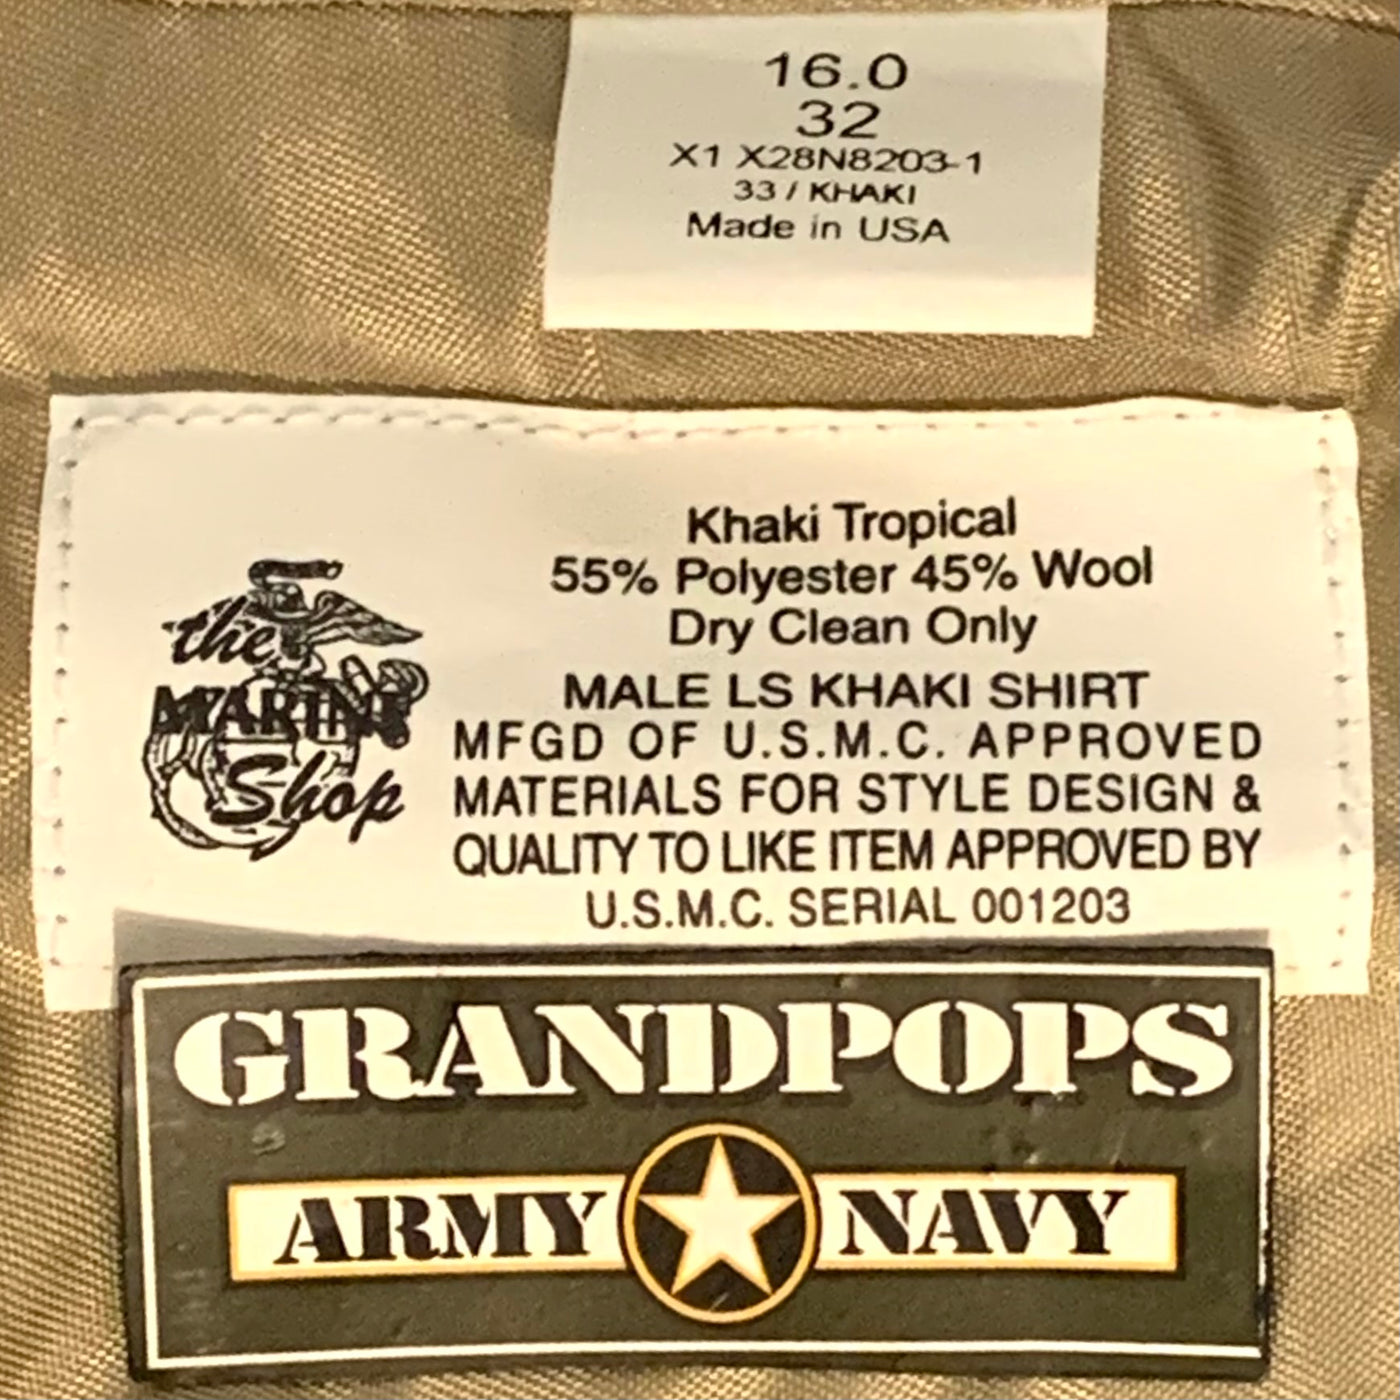 16.0
32
X1 X28N8203-1
33 / KHAKI
Made in USA
Khaki Tropical
55% Polyester 45% Wool
Dry Clean Only
MALE LS KHAKI SHIRT
MFGD OF U.S.M.C. APPROVED
MATERIALS FOR STYLE DESIGN &
QUALITY TO LIKE ITEM APPROVED BY
U.S.M.C. SERIAL 001203
the
MARINE
Shop
GRANDPOPS
ARMY NAVY